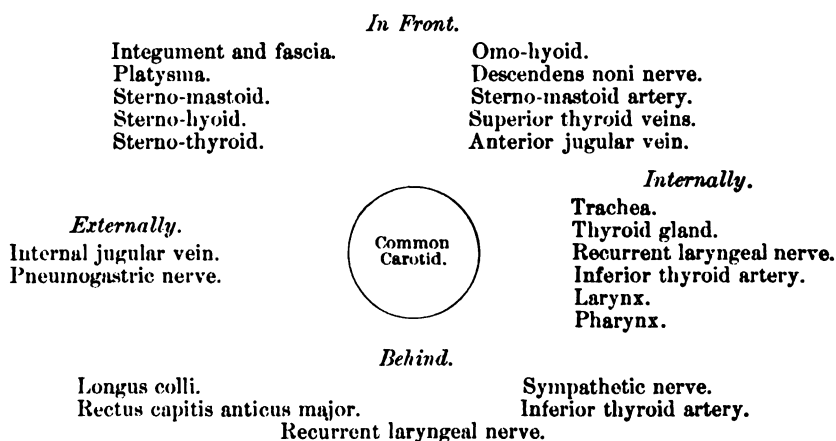 In Front.
Integument and fascia.
Platysma.
Sterno-mastoid.
Sterno-hyoid.
Sterno-thyroid.
Omo-hyoid.
Descendens noni nerve.
Sterno-mastoid artery.
Superior thyroid veins.
Anterior jugular vein.
Externally.
Internal jugular vein.
Pneumogastric nerve.
Common
Carotid.
Internally.
Trachea.
Thyroid gland.
Recurrent laryngeal nerve.
Inferior thyroid artery.
Larynx.
Pharynx.
Behind.
Longus colli.
Rectus capitis anticus major.
Sympathetic nerve.
Inferior thyroid artery.
Recurrent laryngeal nerve.